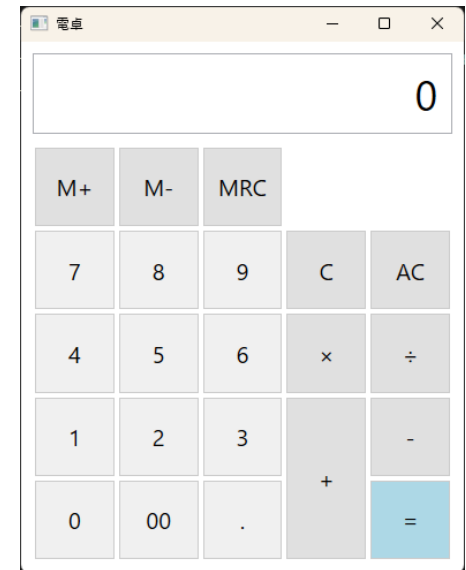 電卓
0
M+ M- MRC
7 8 9 C AC
4 5 6 × ÷
1 2 3 -
+
0 00 . =